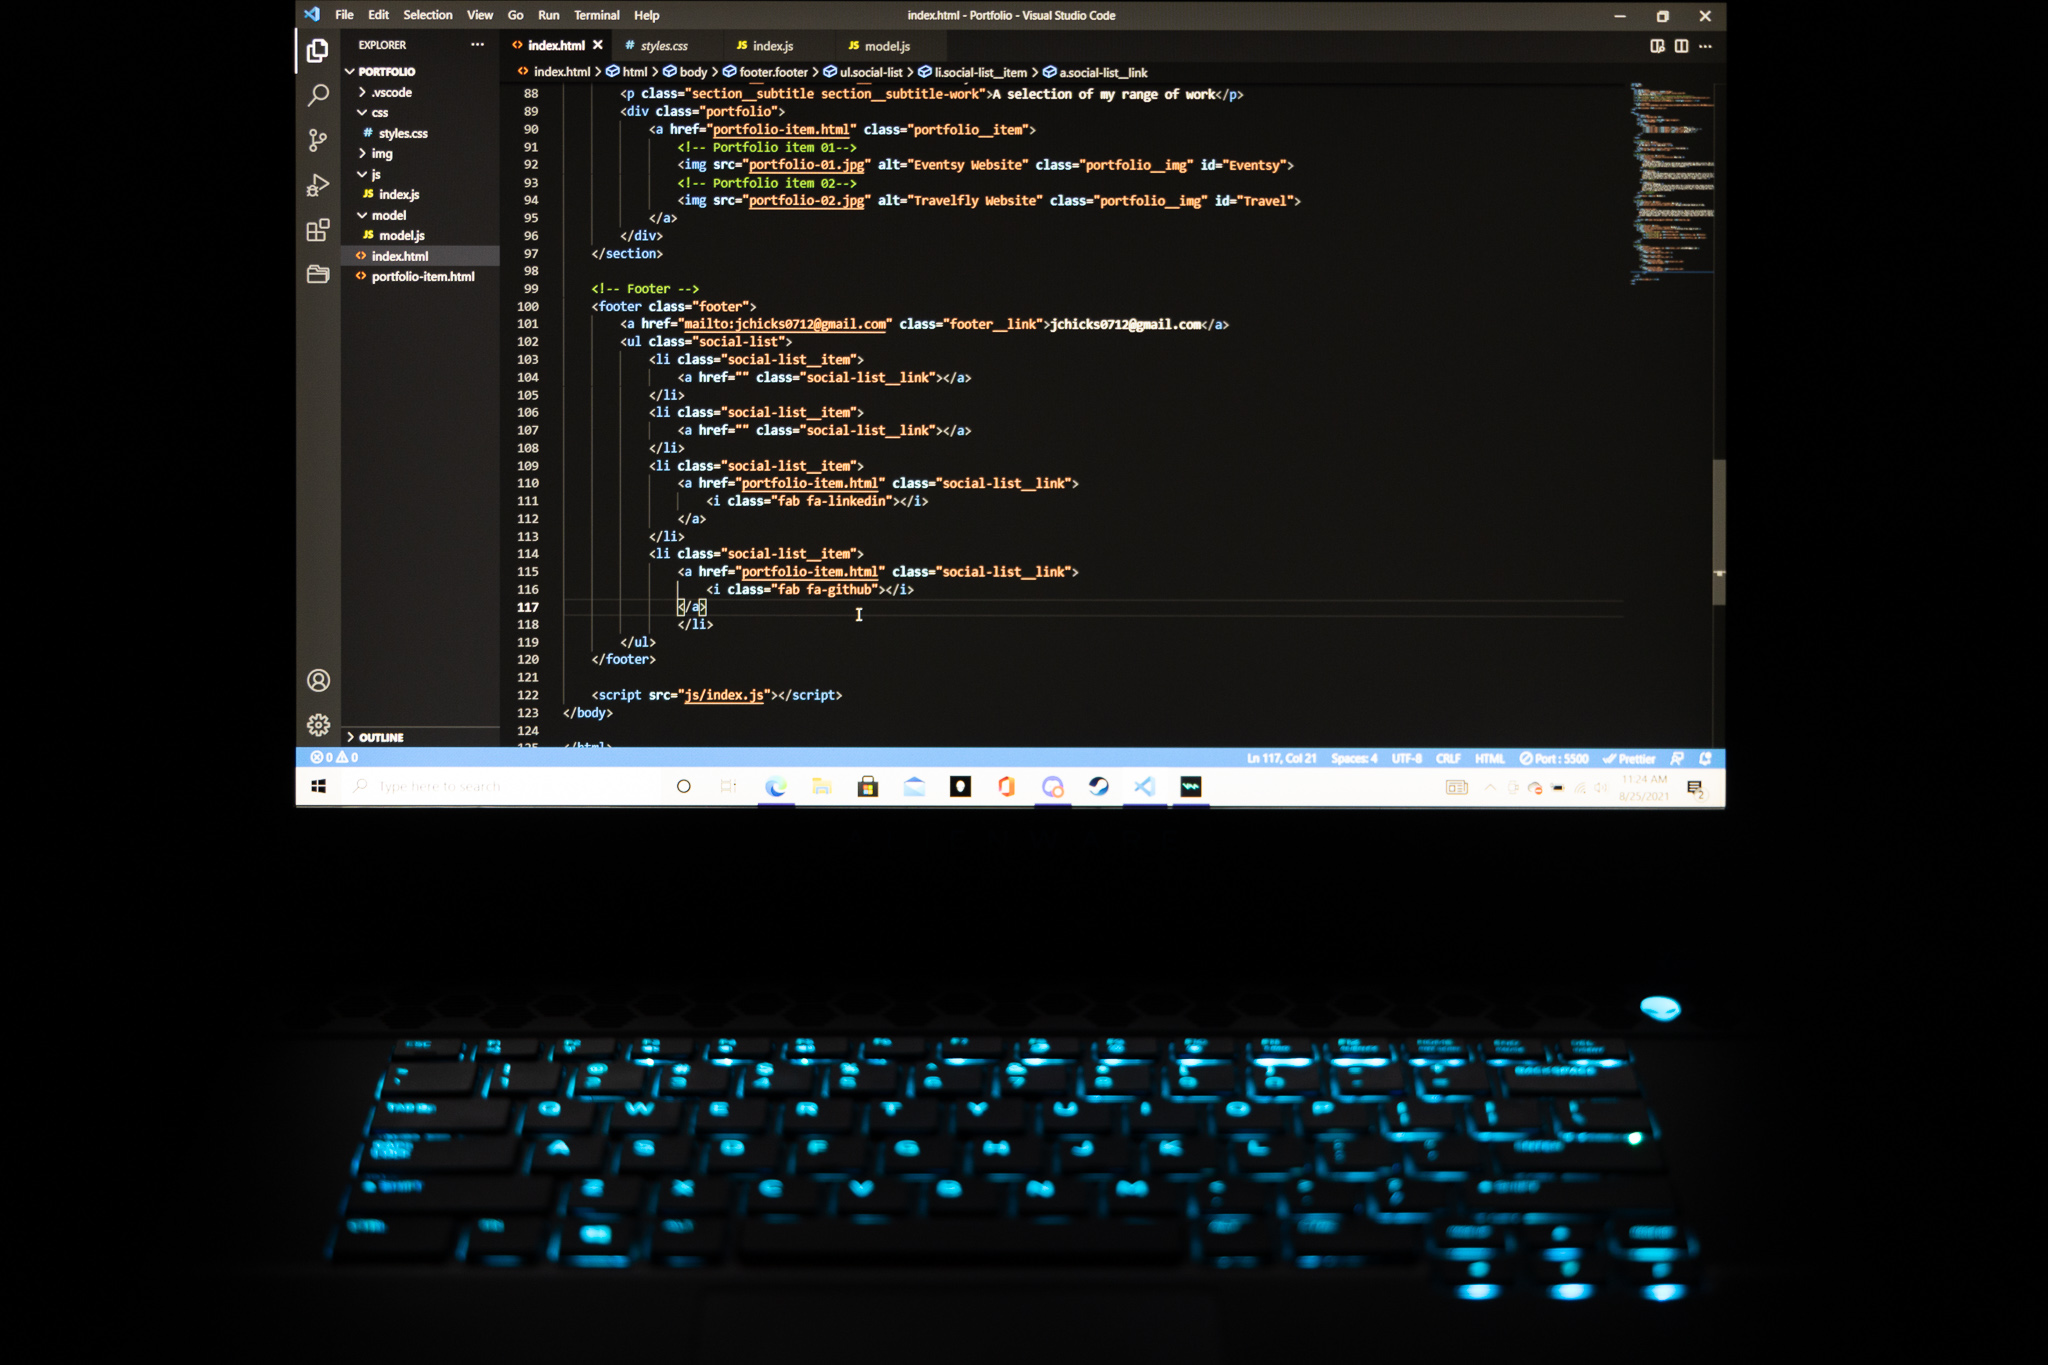 File Edit Selection View Go Run Terminal Help
index.html - Portfolio - Visual Studio Code
EXPLORER
PORTFOLIO
.vscode
css
# styles.css
img
js
JS index.js
model
JS model.js
index.html
portfolio-item.html
OUTLINE
index.html # styles.css JS index.js JS model.js
index.html > html > body > footer.footer > ul.social-list > li.social-list__item > a.social-list__link
88 <p class="section__subtitle section__subtitle-work">A selection of my range of work</p>
89 <div class="portfolio">
90 <a href="portfolio-item.html" class="portfolio__item">
91 <!-- Portfolio item 01-->
92 <img src="portfolio-01.jpg" alt="Eventsy Website" class="portfolio__img" id="Eventsy">
93 <!-- Portfolio item 02-->
94 <img src="portfolio-02.jpg" alt="Travelfly Website" class="portfolio__img" id="Travel">
95 </a>
96 </div>
97 </section>
98
99 <!-- Footer -->
100 <footer class="footer">
101 <a href="mailto:jchicks0712@gmail.com" class="footer__link">jchicks0712@gmail.com</a>
102 <ul class="social-list">
103 <li class="social-list__item">
104 <a href="" class="social-list__link"></a>
105 </li>
106 <li class="social-list__item">
107 <a href="" class="social-list__link"></a>
108 </li>
109 <li class="social-list__item">
110 <a href="portfolio-item.html" class="social-list__link">
111 <i class="fab fa-linkedin"></i>
112 </a>
113 </li>
114 <li class="social-list__item">
115 <a href="portfolio-item.html" class="social-list__link">
116 <i class="fab fa-github"></i>
117 </a>
118 </li>
119 </ul>
120 </footer>
121
122 <script src="js/index.js"></script>
123 </body>
124
125 </html>
0 0 Ln 117, Col 21 Spaces: 4 UTF-8 CRLF HTML Port : 5500 Prettier
Type here to search
11:24 AM
8/25/2021
2
ESC
BACKSPACE
Q W E R T Y U I O P
A S D F G H J K L
Z X C V B N M